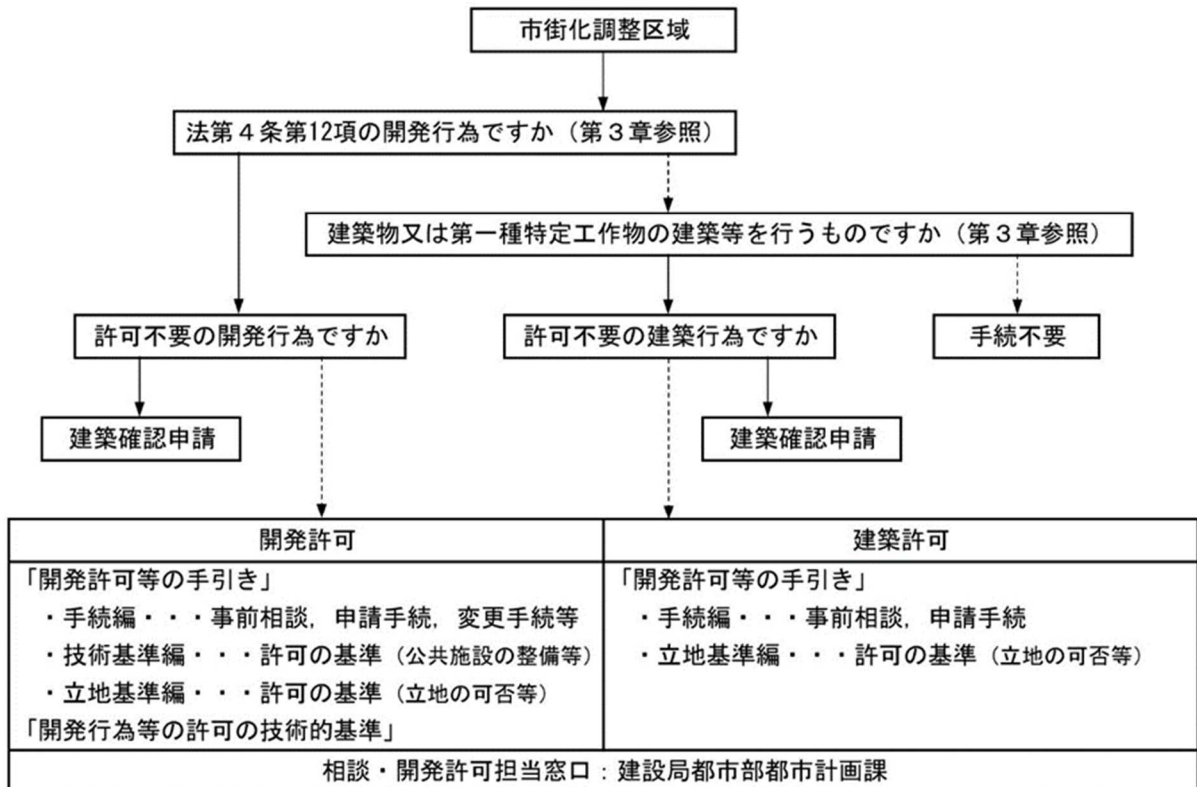 市街化調整区域
法第４条第12項の開発行為ですか（第３章参照）
建築物又は第一種特定工作物の建築等を行うものですか（第３章参照）
許可不要の開発行為ですか
許可不要の建築行為ですか
手続不要
建築確認申請
建築確認申請
開発許可
「開発許可等の手引き」
・手続編・・・事前相談，申請手続，変更手続等
・技術基準編・・・許可の基準（公共施設の整備等）
・立地基準編・・・許可の基準（立地の可否等）
「開発行為等の許可の技術的基準」
建築許可
「開発許可等の手引き」
・手続編・・・事前相談，申請手続
・立地基準編・・・許可の基準（立地の可否等）
相談・開発許可担当窓口：建設局都市部都市計画課